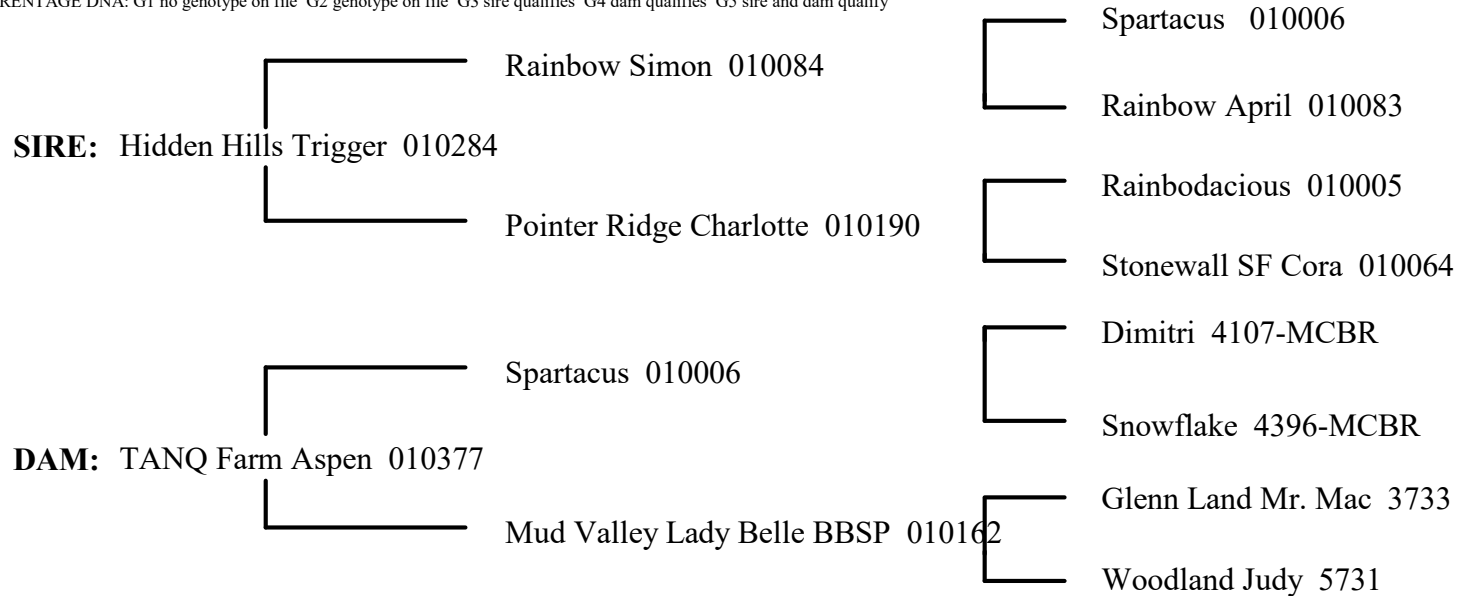 RENTAGE DNA: G1 no genotype on file G2 genotype on file G3 sire qualifies G4 dam qualifies G5 sire and dam qualify
Spartacus 010006
Rainbow Simon 010084
Rainbow April 010083
SIRE: Hidden Hills Trigger 010284
Rainbodacious 010005
Pointer Ridge Charlotte 010190
Stonewall SF Cora 010064
Dimitri 4107-MCBR
Spartacus 010006
Snowflake 4396-MCBR
DAM: TANQ Farm Aspen 010377
Glenn Land Mr. Mac 3733
Mud Valley Lady Belle BBSP 010162
Woodland Judy 5731